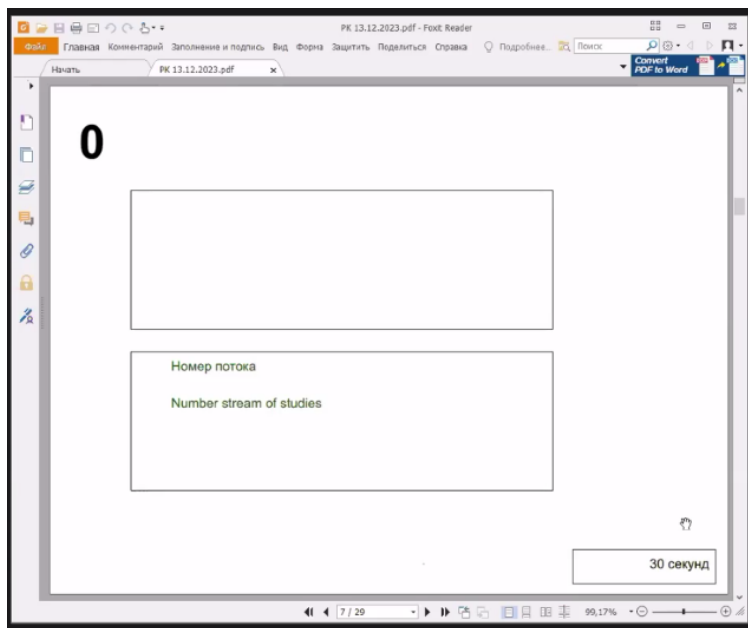 РК 13.12.2023.pdf - Foxit Reader
Файл Главная Комментарий Заполнение и подпись Вид Форма Защитить Поделиться Справка Подробнее... Поиск
Начать РК 13.12.2023.pdf x Convert
PDF to Word
0
Номер потока
Number stream of studies
30 секунд
7 / 29 99,17%